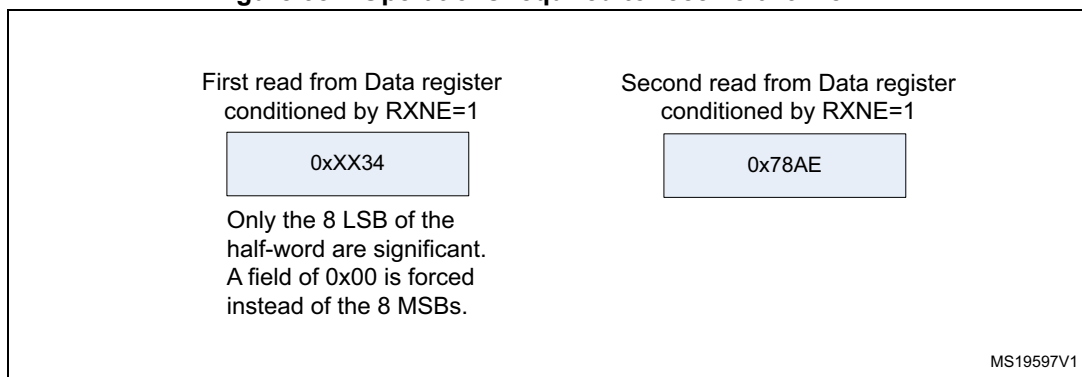 First read from Data register
conditioned by RXNE=1
0xXX34
Only the 8 LSB of the
half-word are significant.
A field of 0x00 is forced
instead of the 8 MSBs.
Second read from Data register
conditioned by RXNE=1
0x78AE
MS19597V1